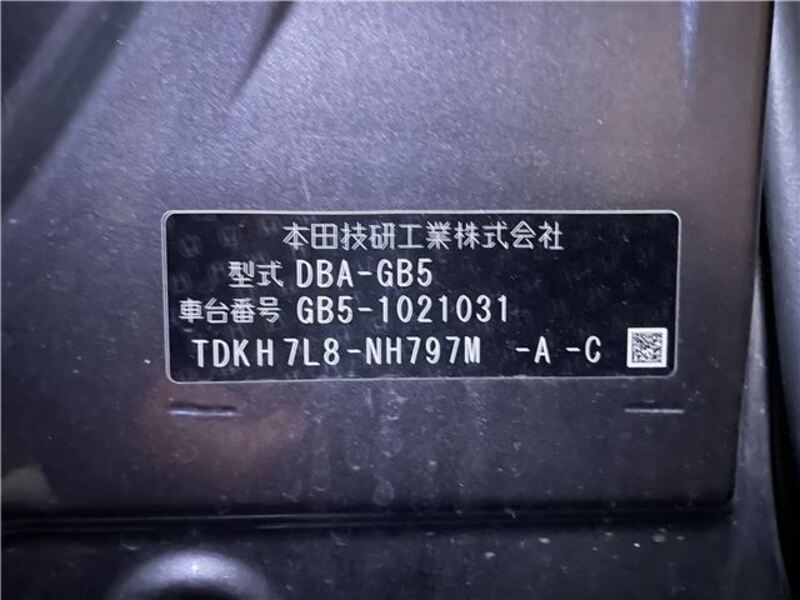 本田技研工業株式会社
型式 DBA-GB5
車台番号 GB5-1021031
TDKH7L8-NH797M -A-C